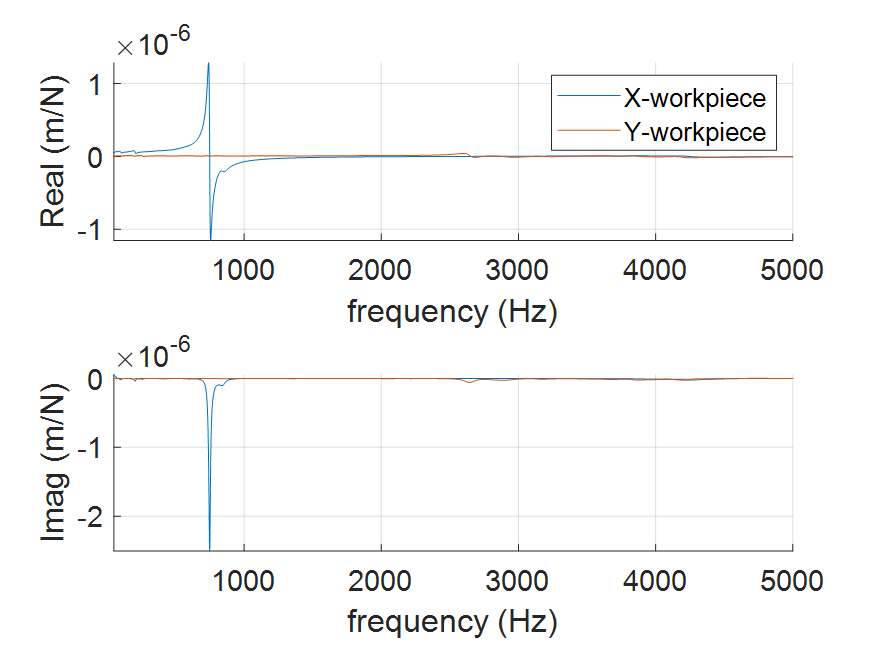 ×10-6
1
0
-1
Real (m/N)
X-workpiece
Y-workpiece
1000 2000 3000 4000 5000
frequency (Hz)
×10-6
0
-1
-2
Imag (m/N)
1000 2000 3000 4000 5000
frequency (Hz)